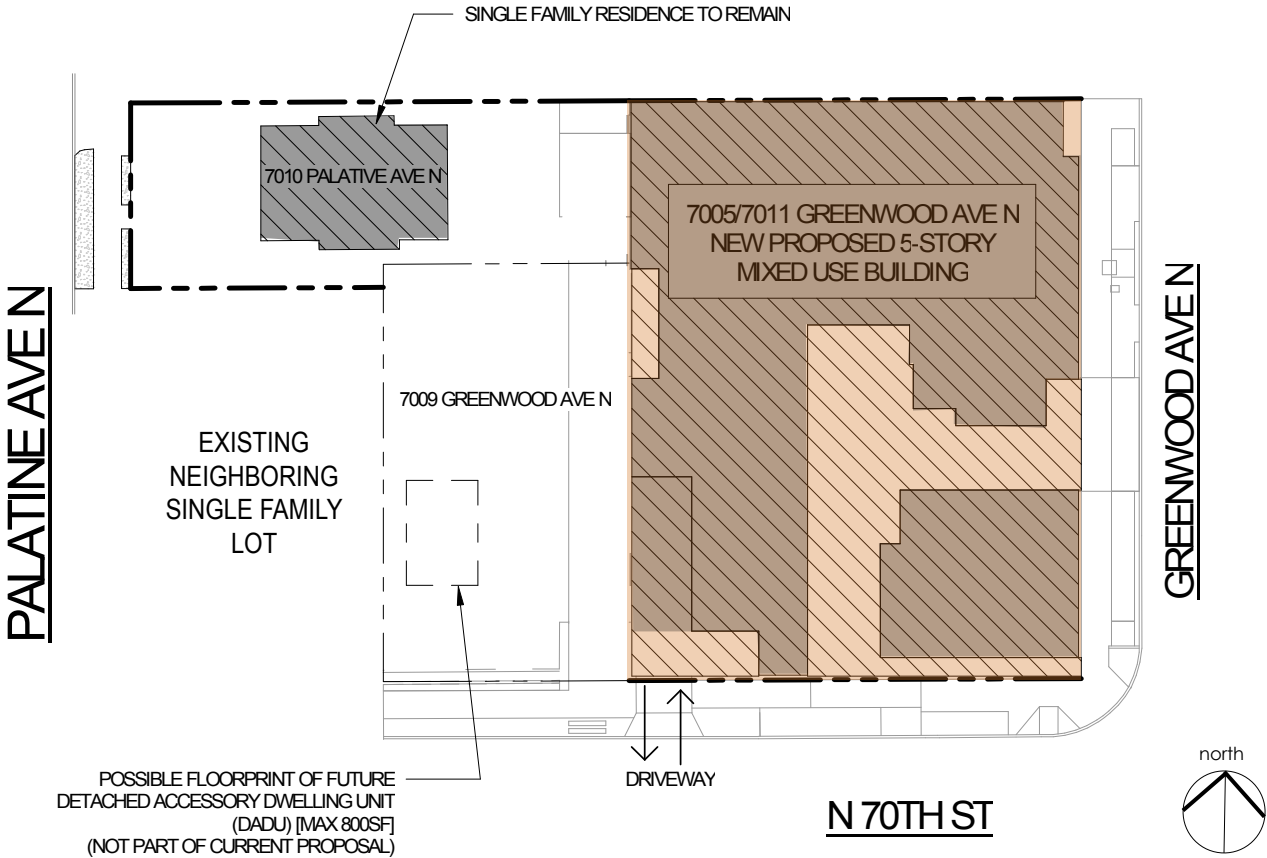 SINGLE FAMILY RESIDENCE TO REMAIN
7010 PALATIVE AVE N
7005/7011 GREENWOOD AVE N
NEW PROPOSED 5-STORY
MIXED USE BUILDING
PALATINE AVE N
GREENWOOD AVE N
7009 GREENWOOD AVE N
EXISTING
NEIGHBORING
SINGLE FAMILY
LOT
POSSIBLE FLOORPRINT OF FUTURE
DETACHED ACCESSORY DWELLING UNIT
(DADU) [MAX 800SF]
(NOT PART OF CURRENT PROPOSAL)
DRIVEWAY
N 70TH ST
north